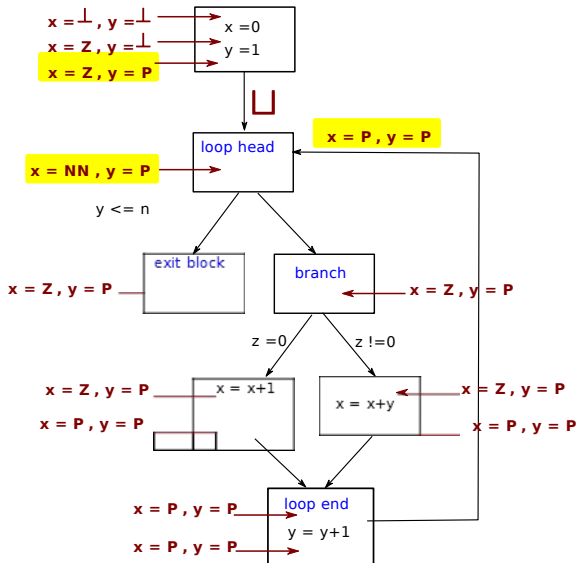 x = ⊥ , y = ⊥
x =0
x = Z , y = ⊥
y =1
x = Z , y = P
⊔
x = P , y = P
loop head
x = NN , y = P
y <= n
exit block
branch
x = Z , y = P
x = Z , y = P
z =0
z !=0
x = Z , y = P
x = x+1
x = Z , y = P
x = x+y
x = P , y = P
x = P , y = P
loop end
x = P , y = P
y = y+1
x = P , y = P